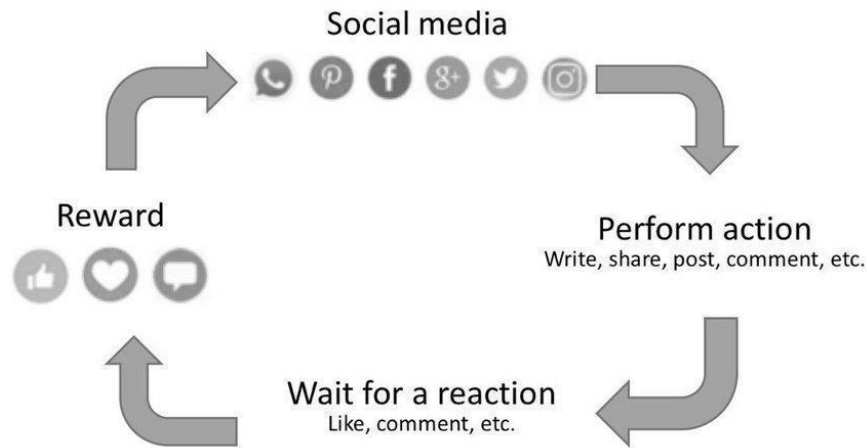 Social media
Perform action
Write, share, post, comment, etc.
Wait for a reaction
Like, comment, etc.
Reward